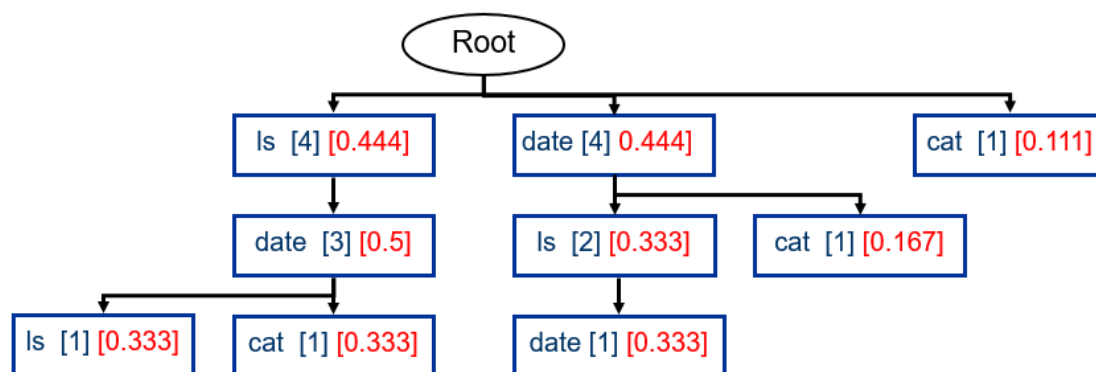 Root
ls [4] [0.444]
date [4] 0.444]
cat [1] [0.111]
date [3] [0.5]
ls [2] [0.333]
cat [1] [0.167]
ls [1] [0.333]
cat [1] [0.333]
date [1] [0.333]